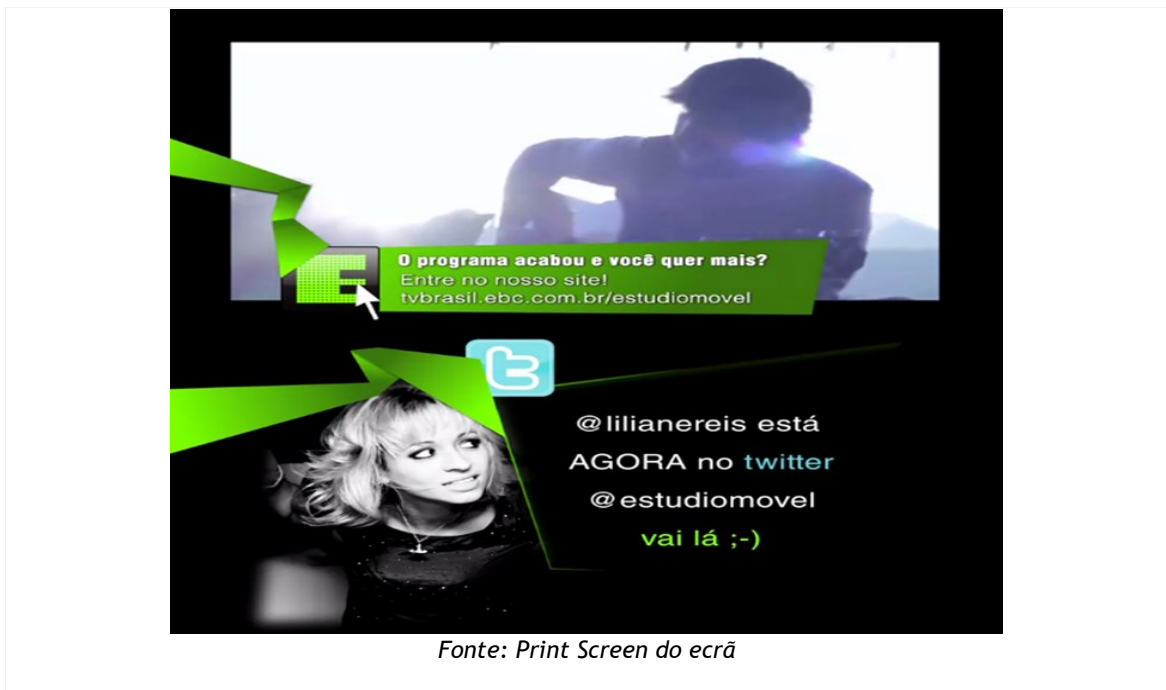 O programa acabou e você quer mais?
Entre no nosso site!
tvbrasil.ebc.com.br/estudiomovel
@lilianereis está
AGORA no twitter
@estudiomovel
vai lá ;-)
Fonte: Print Screen do ecrã